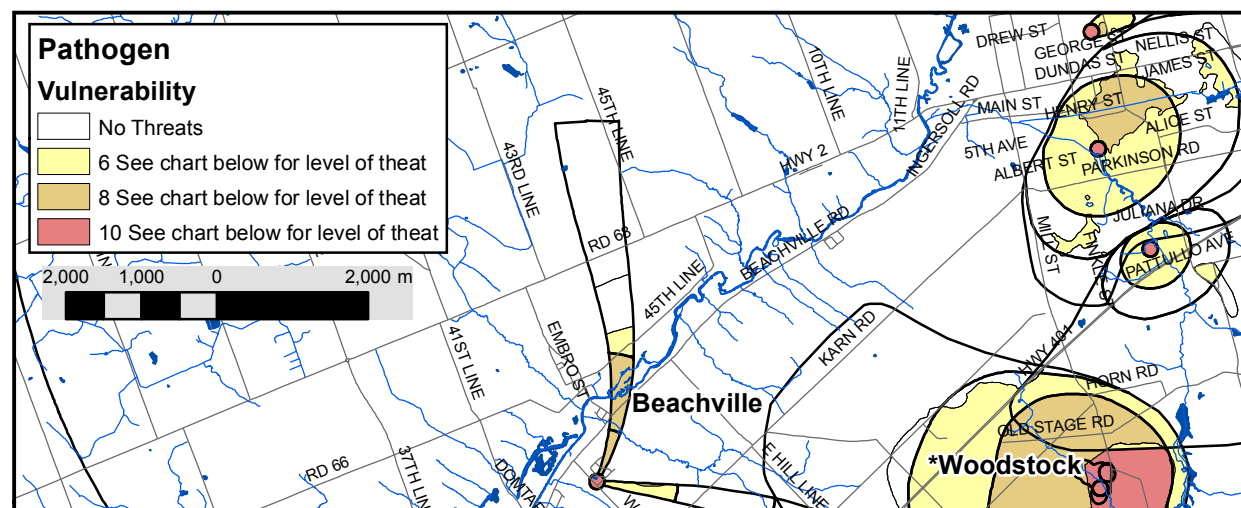 Pathogen
Vulnerability
No Threats
6 See chart below for level of theat
8 See chart below for level of theat
10 See chart below for level of theat
2,000 1,000 0 2,000 m
DREW ST
GEORGE ST
NELLIS ST
DUNDAS ST
JAMES ST
10TH LINE
11TH LINE
INGERSOLL RD
MAIN ST
HENRY ST
ALICE ST
45TH LINE
43RD LINE
HWY 2
5TH AVE
ALBERT ST
PARKINSON RD
JULIANA DR
MILL ST
PATTULLO AVE
RD 68
BEACHVILLE RD
45TH LINE
EMBRO ST
41ST LINE
KARN RD
HWY 401
HORN RD
Beachville
OLD STAGE RD
*Woodstock
RD 66
37TH LIN
DOMTA
E HILL LINE
W